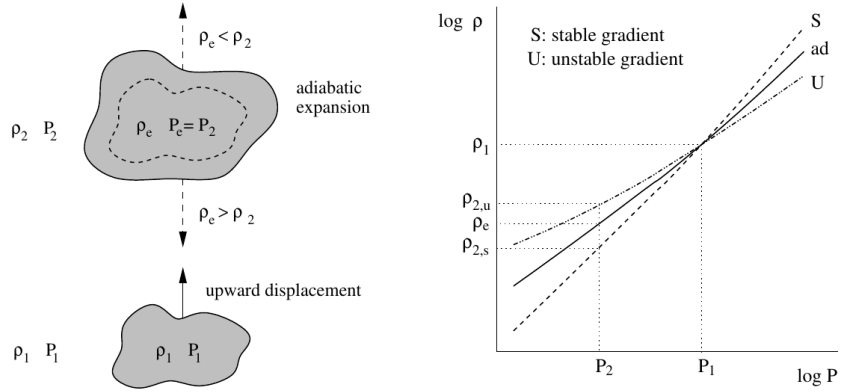 ρe < ρ2
adiabatic
expansion
ρ2 P2
ρe Pe = P2
ρe > ρ2
upward displacement
ρ1 P1
ρ1 P1
log ρ
S: stable gradient
U: unstable gradient
S
ad
U
ρ1
ρ2,u
ρe
ρ2,s
P2
P1
log P